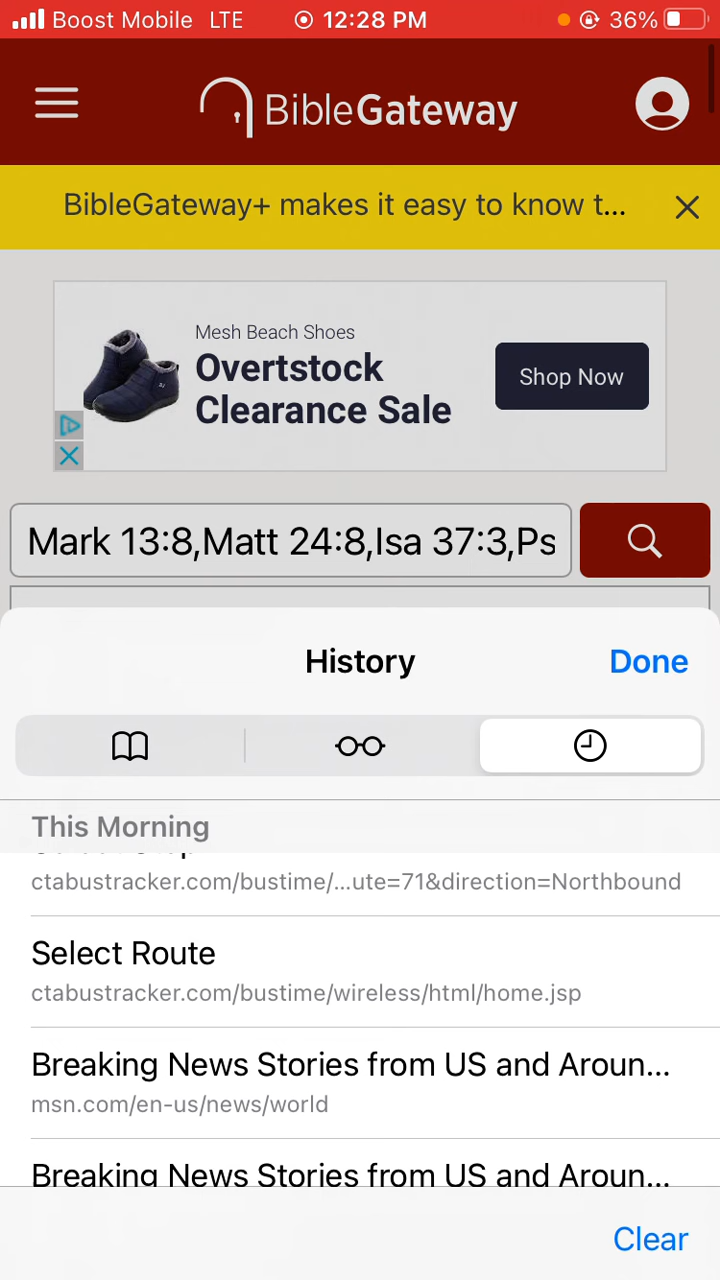 Boost Mobile LTE 12:28 PM 36%
BibleGateway
BibleGateway+ makes it easy to know t...
Mesh Beach Shoes
Overtstock
Clearance Sale
Shop Now
Mark 13:8,Matt 24:8,Isa 37:3,Ps
History
Done
This Morning
ctabustracker.com/bustime/...ute=71&direction=Northbound
Select Route
ctabustracker.com/bustime/wireless/html/home.jsp
Breaking News Stories from US and Aroun...
msn.com/en-us/news/world
Breaking News Stories from US and Aroun...
Clear